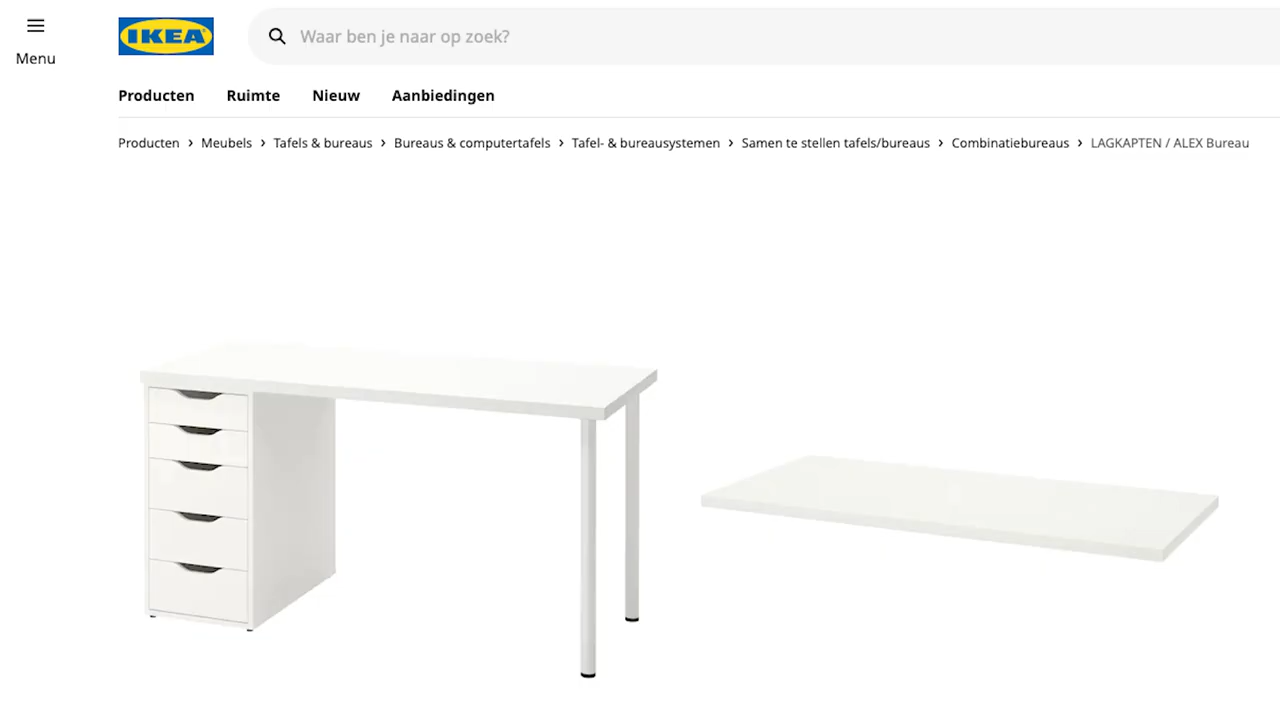 IKEA
Waar ben je naar op zoek?
Menu
Producten Ruimte Nieuw Aanbiedingen
Producten › Meubels › Tafels & bureaus › Bureaus & computertafels › Tafel- & bureausystemen › Samen te stellen tafels/bureaus › Combinatiebureaus › LAGKAPTEN / ALEX Bureau